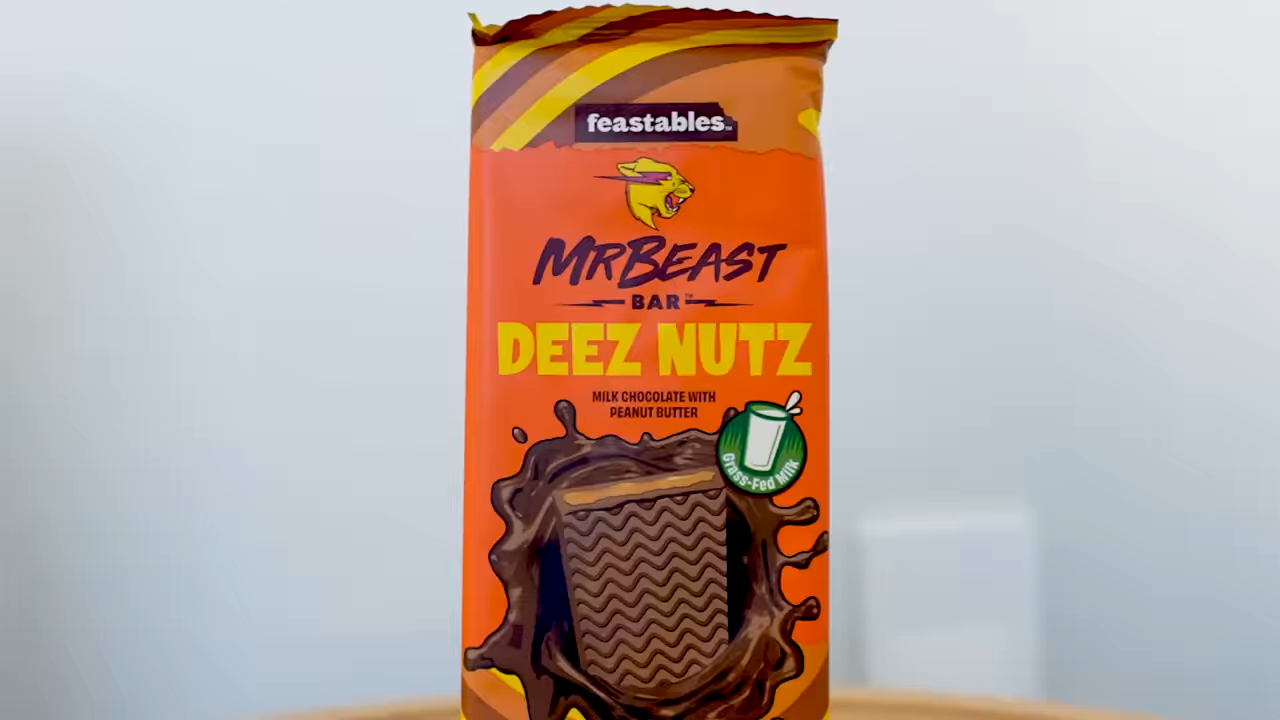 feastables™
MRBEAST
BAR™
DEEZ NUTZ
MILK CHOCOLATE WITH
PEANUT BUTTER
Grass-Fed Milk